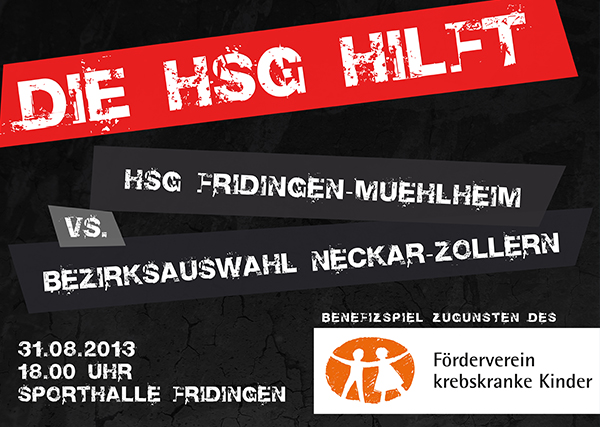 DIE HSG HILFT
HSG FRIDINGEN-MUEHLHEIM
VS.
BEZIRKSAUSWAHL NECKAR-ZOLLERN
BENEFIZSPIEL ZUGUNSTEN DES
31.08.2013
18.00 UHR
SPORTHALLE FRIDINGEN
Förderverein
krebskranke Kinder